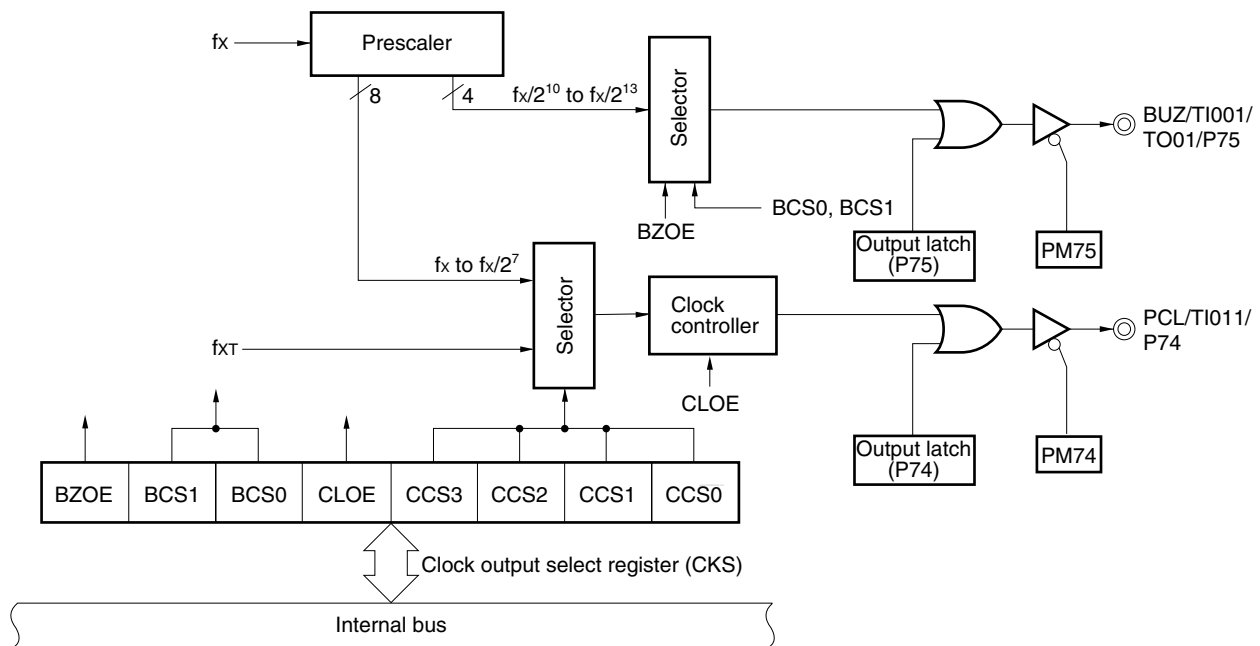 fX
Prescaler
8
4
fX/2¹⁰ to fX/2¹³
Selector
BZOE
BCS0, BCS1
BUZ/TI001/
TO01/P75
Output latch
(P75)
PM75
fX to fX/2⁷
fXT
Selector
Clock
controller
CLOE
PCL/TI011/
P74
Output latch
(P74)
PM74
BZOE BCS1 BCS0 CLOE CCS3 CCS2 CCS1 CCS0
Clock output select register (CKS)
Internal bus